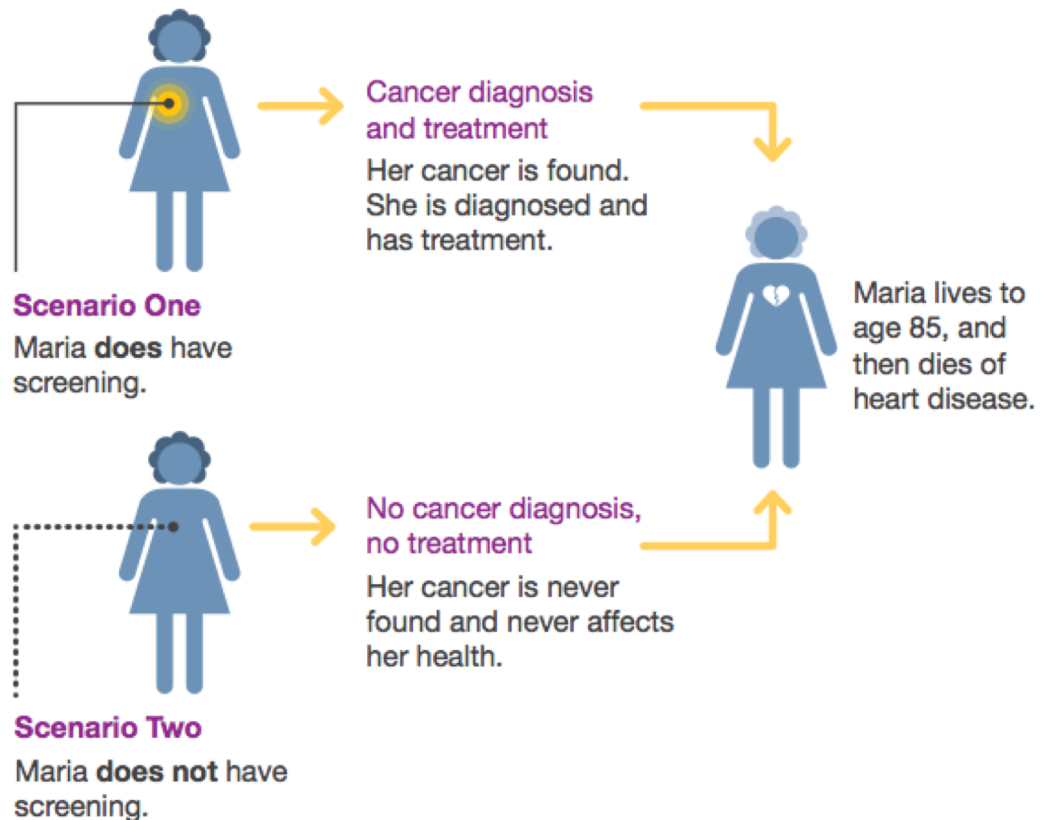 Cancer diagnosis
and treatment
Her cancer is found.
She is diagnosed and
has treatment.
Scenario One
Maria does have
screening.
Maria lives to
age 85, and
then dies of
heart disease.
No cancer diagnosis,
no treatment
Her cancer is never
found and never affects
her health.
Scenario Two
Maria does not have
screening.